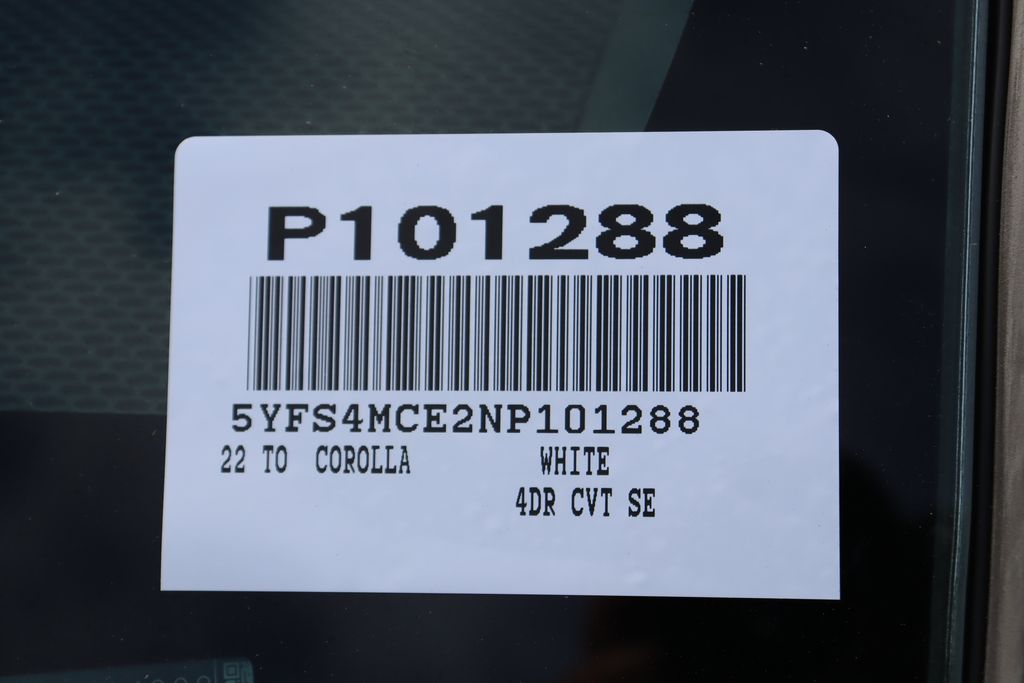 P101288
5YFS4MCE2NP101288
22 TO COROLLA WHITE
4DR CVT SE